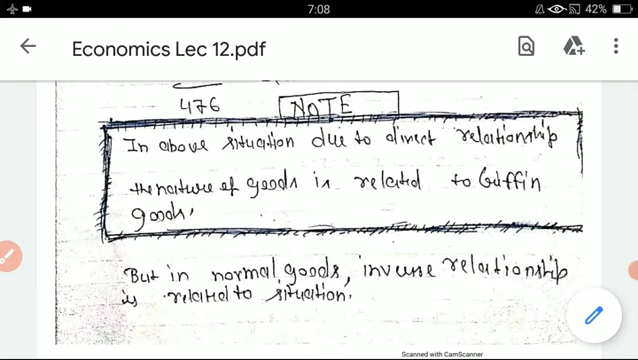 7:08
42%
Economics Lec 12.pdf
476
NOTE
In above situation due to direct relationship
the nature of goods is related to Guffin
goods.
But in normal goods, inverse relationship
is related to situation.
Scanned with CamScanner